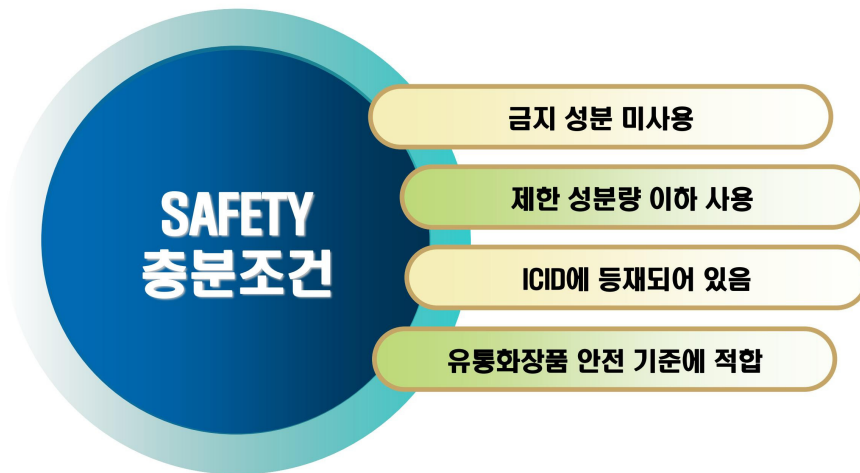 SAFETY
충분조건
금지 성분 미사용
제한 성분량 이하 사용
ICID에 등재되어 있음
유통화장품 안전 기준에 적합